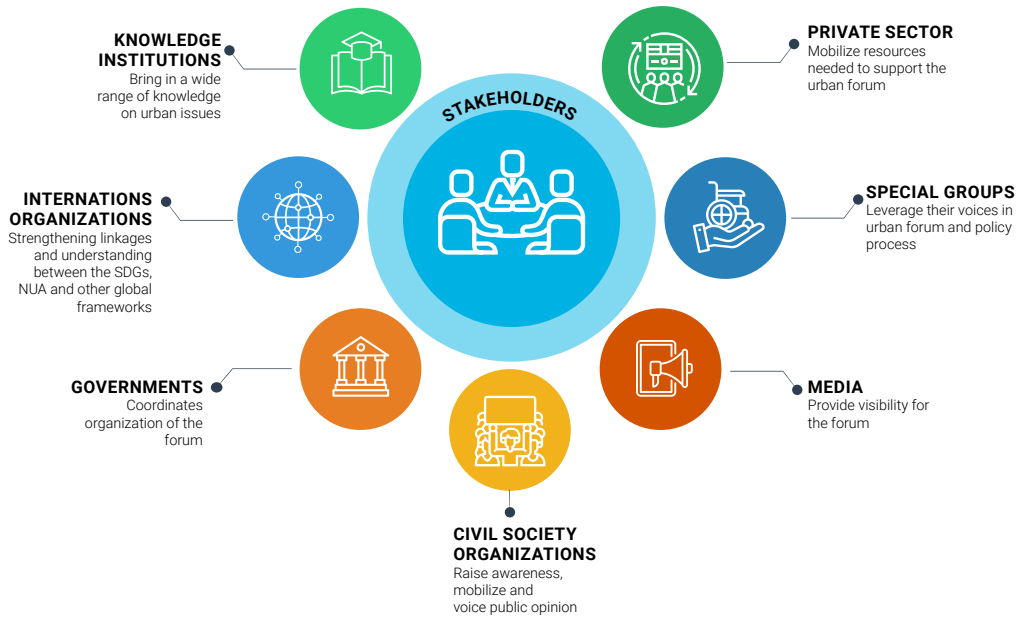 STAKEHOLDERS
KNOWLEDGE
INSTITUTIONS
Bring in a wide
range of knowledge
on urban issues
PRIVATE SECTOR
Mobilize resources
needed to support the
urban forum
INTERNATIONS
ORGANIZATIONS
Strengthening linkages
and understanding
between the SDGs,
NUA and other global
frameworks
SPECIAL GROUPS
Leverage their voices in
urban forum and policy
process
GOVERNMENTS
Coordinates
organization of the
forum
MEDIA
Provide visibility for
the forum
CIVIL SOCIETY
ORGANIZATIONS
Raise awareness,
mobilize and
voice public opinion